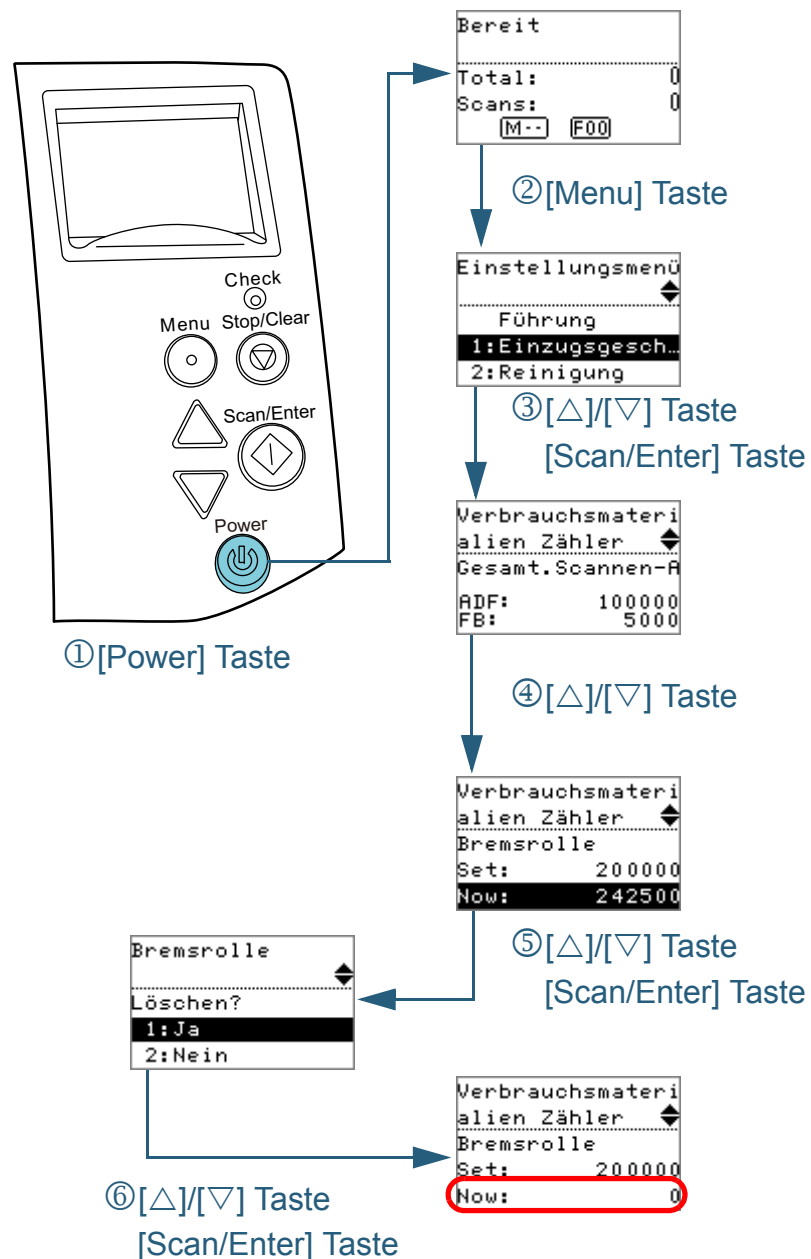 Check
Menu Stop/Clear
Scan/Enter
Power
①[Power] Taste
Bereit
Total: 0
Scans: 0
M-- F00
②[Menu] Taste
Einstellungsmenü
Führung
1:Einzugsgesch…
2:Reinigung
③[△]/[▽] Taste
[Scan/Enter] Taste
Verbrauchsmateri
alien Zähler
Gesamt.Scannen-A
ADF: 100000
FB: 5000
④[△]/[▽] Taste
Verbrauchsmateri
alien Zähler
Bremsrolle
Set: 200000
Now: 242500
⑤[△]/[▽] Taste
[Scan/Enter] Taste
Bremsrolle
Löschen?
1:Ja
2:Nein
⑥[△]/[▽] Taste
[Scan/Enter] Taste
Verbrauchsmateri
alien Zähler
Bremsrolle
Set: 200000
Now: 0